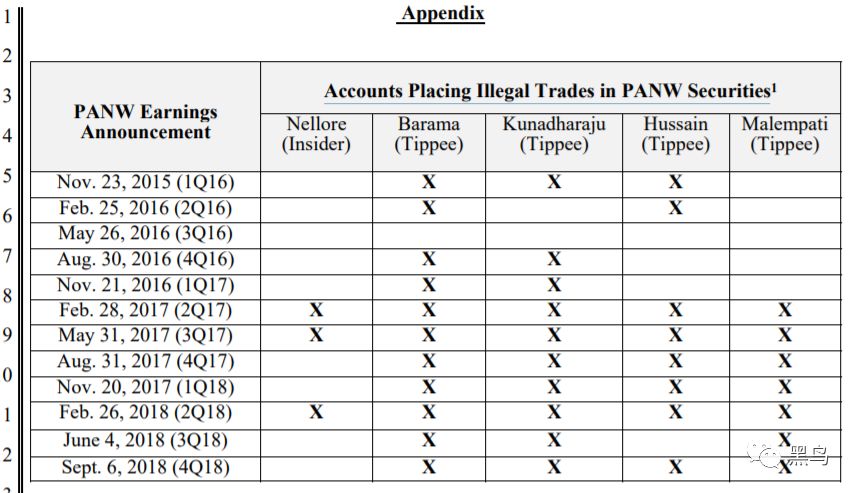 Appendix
1
2
3
4
5
6
7
8
9
0
1
2
3
PANW Earnings Announcement
Accounts Placing Illegal Trades in PANW Securities1
Nellore (Insider)
Barama (Tippee)
Kunadharaju (Tippee)
Hussain (Tippee)
Malempati (Tippee)
Nov. 23, 2015 (1Q16) X X X
Feb. 25, 2016 (2Q16) X X
May 26, 2016 (3Q16)
Aug. 30, 2016 (4Q16) X X
Nov. 21, 2016 (1Q17) X X
Feb. 28, 2017 (2Q17) X X X X X
May 31, 2017 (3Q17) X X X X X
Aug. 31, 2017 (4Q17) X X X X
Nov. 20, 2017 (1Q18) X X X X
Feb. 26, 2018 (2Q18) X X X X X
June 4, 2018 (3Q18) X X X
Sept. 6, 2018 (4Q18) X X X X
黑鸟